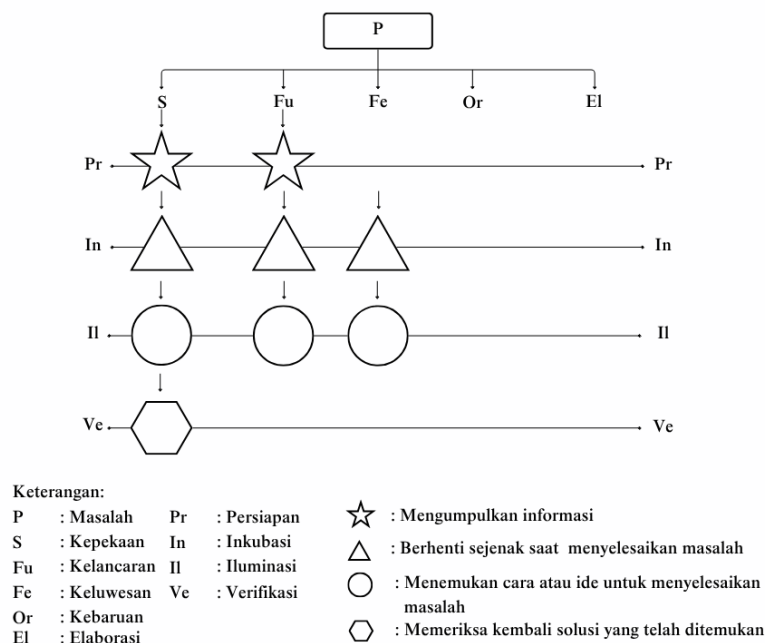 P
S Fu Fe Or El
Pr Pr
In In
Il Il
Ve Ve
Keterangan:
P : Masalah Pr : Persiapan : Mengumpulkan informasi
S : Kepekaan In : Inkubasi : Berhenti sejenak saat menyelesaikan masalah
Fu : Kelancaran Il : Iluminasi : Menemukan cara atau ide untuk menyelesaikan
Fe : Keluwesan Ve : Verifikasi masalah
Or : Kebaruan : Memeriksa kembali solusi yang telah ditemukan
El : Elaborasi